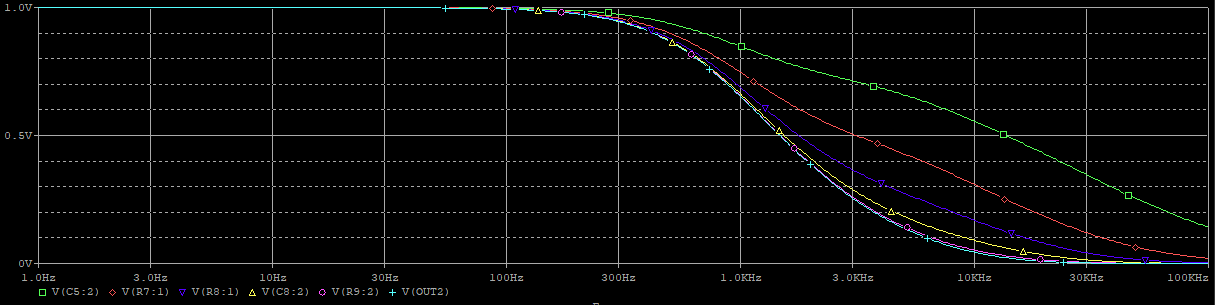 1.0V
0.5V
0V
1.0Hz 3.0Hz 10Hz 30Hz 100Hz 300Hz 1.0KHz 3.0KHz 10KHz 30KHz 100KHz
V(C5:2) V(R7:1) V(R8:1) V(C8:2) V(R9:2) V(OUT2)